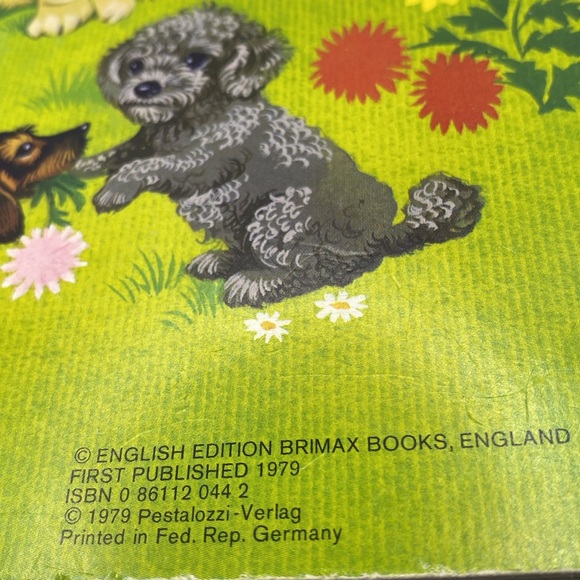 © ENGLISH EDITION BRIMAX BOOKS, ENGLAND
FIRST PUBLISHED 1979
ISBN 0 86112 044 2
© 1979 Pestalozzi-Verlag
Printed in Fed. Rep. Germany